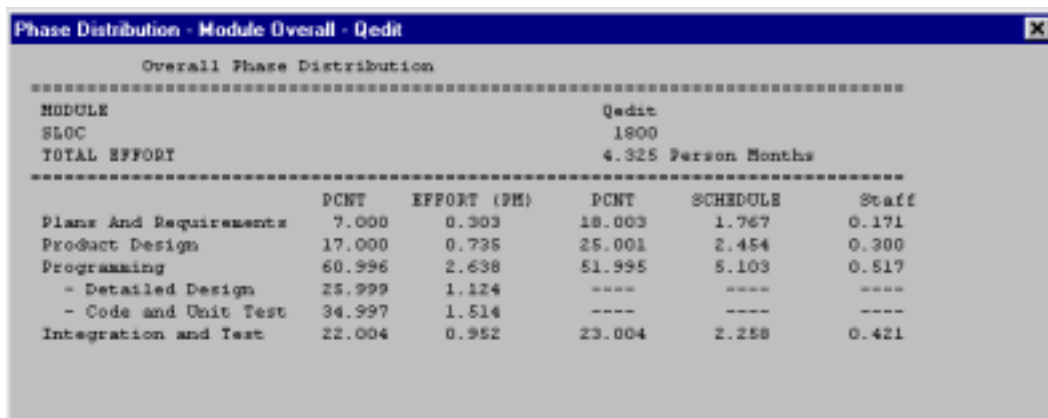 Phase Distribution - Module Overall - Qedit
Overall Phase Distribution
MODULE Qedit
SLOC 1800
TOTAL EFFORT 4.325 Person Months
PCNT EFFORT (PM) PCNT SCHEDULE Staff
Plans And Requirements 7.000 0.303 18.003 1.767 0.171
Product Design 17.000 0.735 25.001 2.454 0.300
Programming 60.996 2.638 51.995 5.103 0.517
- Detailed Design 25.999 1.124 ---- ---- ----
- Code and Unit Test 34.997 1.514 ---- ---- ----
Integration and Test 22.004 0.952 23.004 2.258 0.421